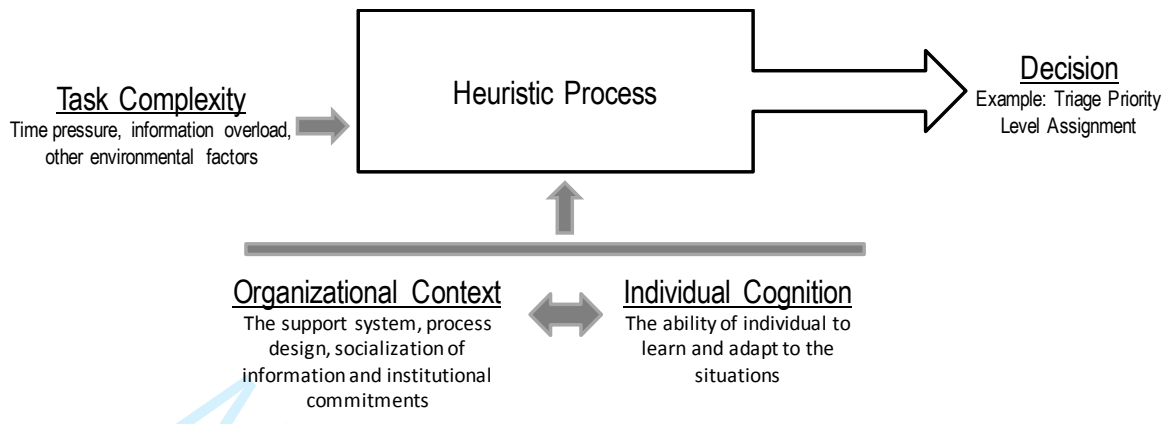 Task Complexity
Time pressure, information overload,
other environmental factors
Heuristic Process
Decision
Example: Triage Priority
Level Assignment
Organizational Context
The support system, process
design, socialization of
information and institutional
commitments
Individual Cognition
The ability of individual to
learn and adapt to the
situations